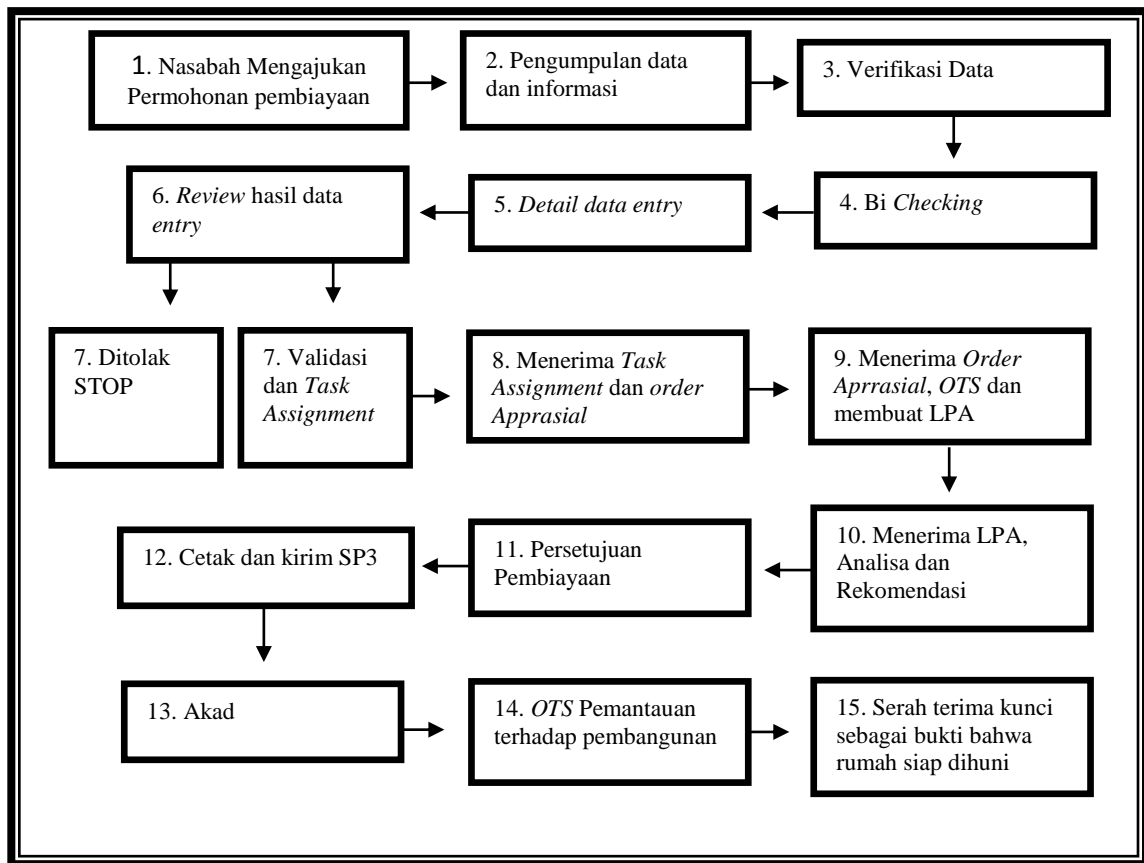 1. Nasabah Mengajukan
Permohonan pembiayaan
2. Pengumpulan data
dan informasi
3. Verifikasi Data
4. Bi Checking
5. Detail data entry
6. Review hasil data
entry
7. Ditolak
STOP
7. Validasi
dan Task
Assignment
8. Menerima Task
Assignment dan order
Apprasial
9. Menerima Order
Aprrasial, OTS dan
membuat LPA
10. Menerima LPA,
Analisa dan
Rekomendasi
11. Persetujuan
Pembiayaan
12. Cetak dan kirim SP3
13. Akad
14. OTS Pemantauan
terhadap pembangunan
15. Serah terima kunci
sebagai bukti bahwa
rumah siap dihuni